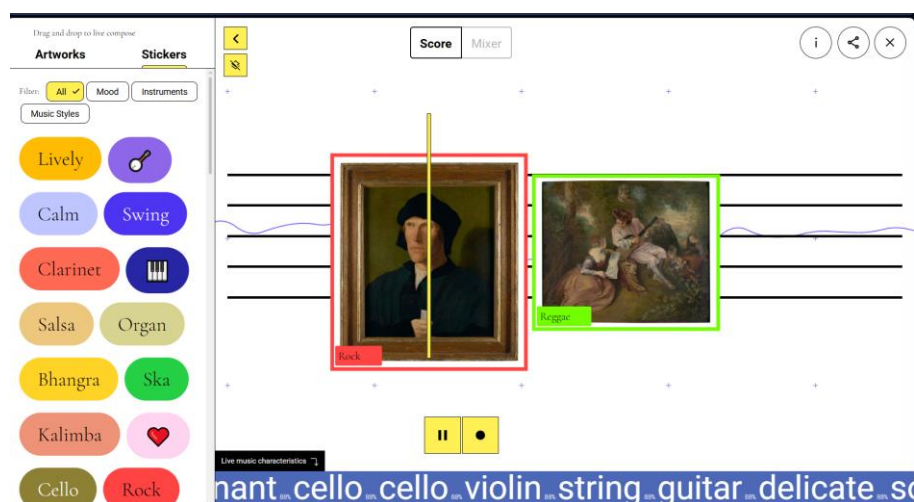 Drag and drop to live compose
Artworks Stickers
Filter: All Mood Instruments
Music Styles
Lively
Calm Swing
Clarinet
Salsa Organ
Bhangra Ska
Kalimba
Cello Rock
Score Mixer
i
Rock
Reggae
Live music characteristics
nant cello cello violin string guitar delicate